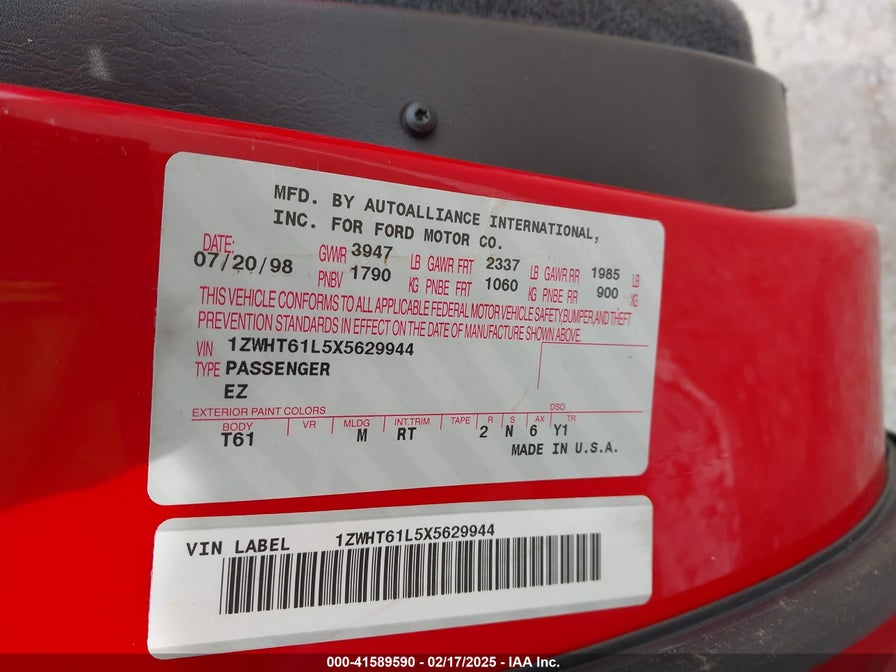 MFD. BY AUTOALLIANCE INTERNATIONAL,
INC. FOR FORD MOTOR CO.
DATE: GVWR 3947 LB GAWR FRT 2337 LB GAWR RR 1985 LB
07/20/98 PNBV 1790 KG PNBE FRT 1060 KG PNBE RR 900 KG
THIS VEHICLE CONFORMS TO ALL APPLICABLE FEDERAL MOTOR VEHICLE SAFETY, BUMPER, AND THEFT
PREVENTION STANDARDS IN EFFECT ON THE DATE OF MANUFACTURE SHOWN ABOVE.
VIN 1ZWHT61L5X5629944
TYPE PASSENGER
EZ
EXTERIOR PAINT COLORS DSO
BODY VR MLDG INT.TRIM TAPE R S AX TR
T61 M RT 2 N 6 Y1
MADE IN U.S.A.
VIN LABEL 1ZWHT61L5X5629944
000-41589590 - 02/17/2025 - IAA Inc.